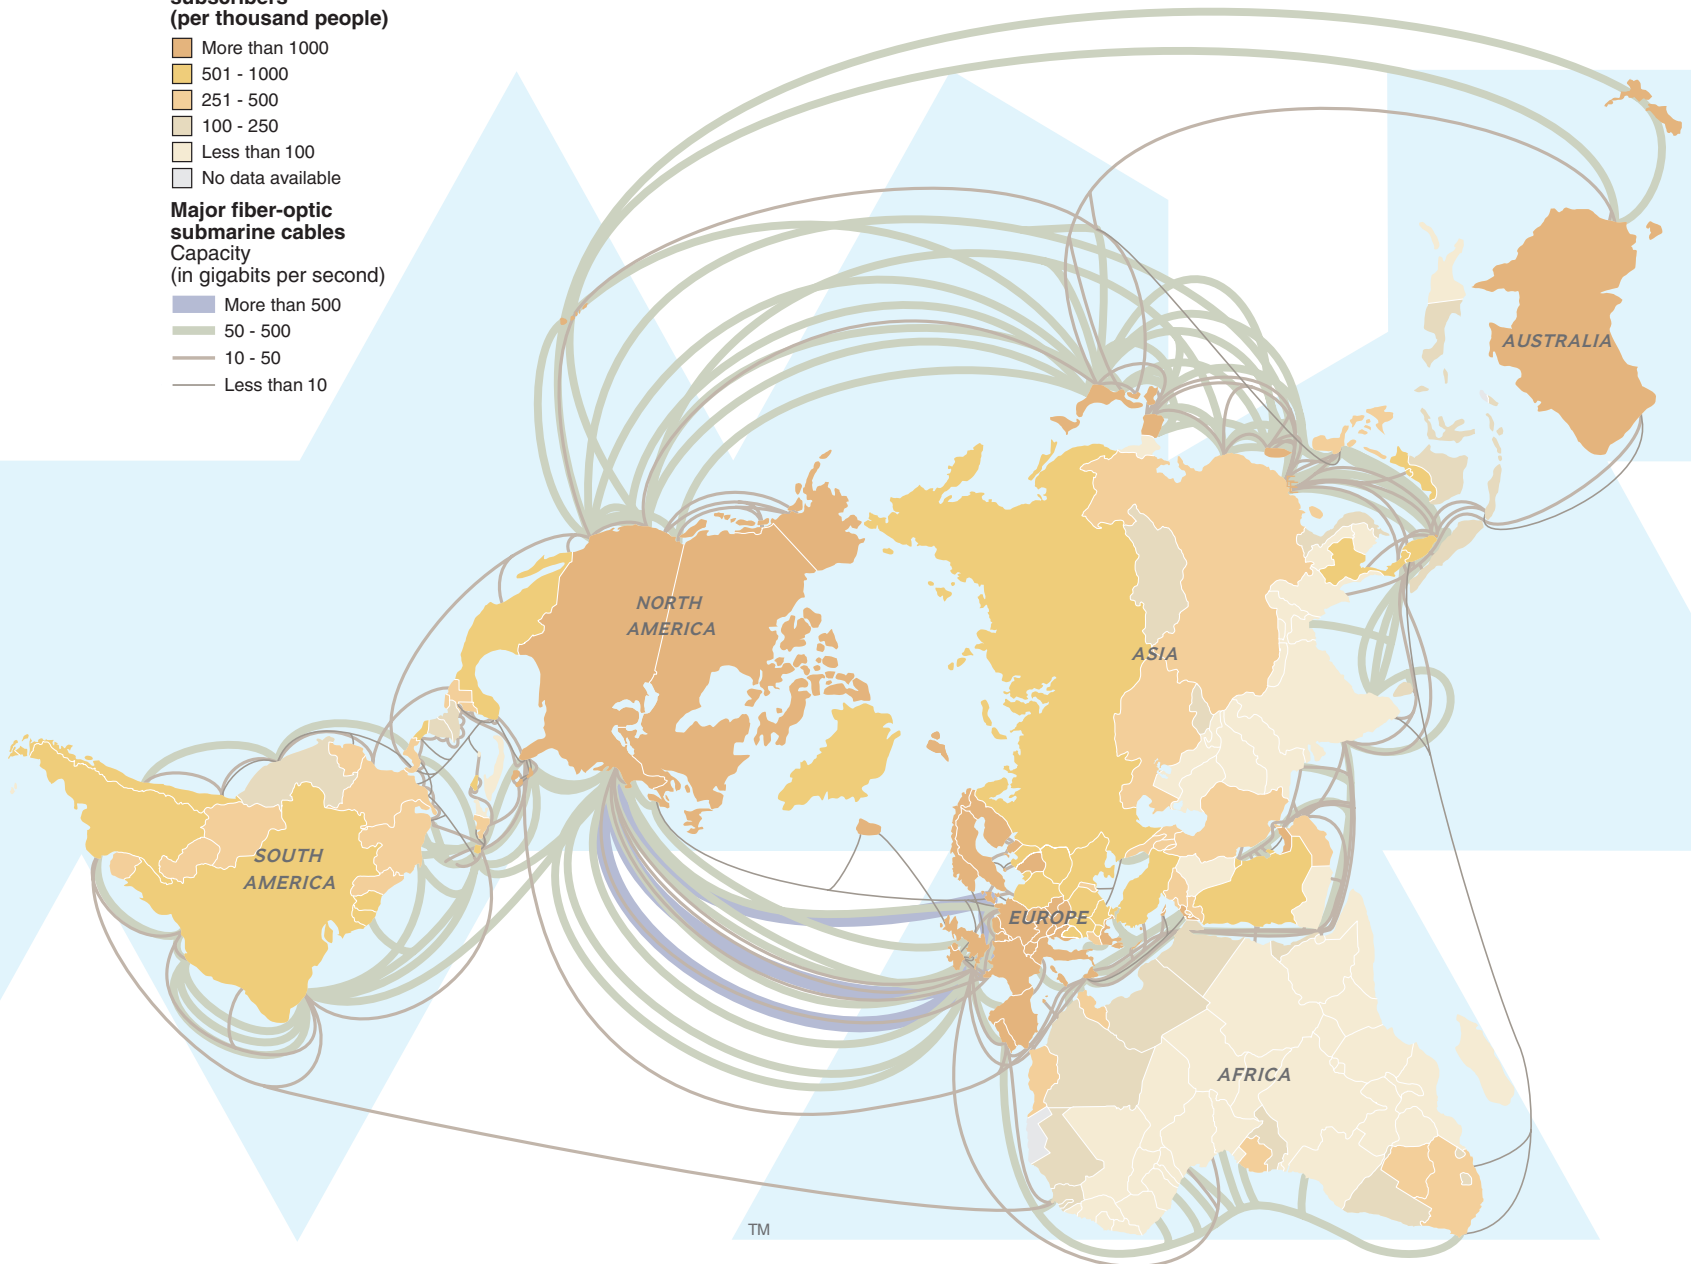 subscribers
(per thousand people)
More than 1000
501 - 1000
251 - 500
100 - 250
Less than 100
No data available
Major fiber-optic
submarine cables
Capacity
(in gigabits per second)
More than 500
50 - 500
10 - 50
Less than 10
AUSTRALIA
NORTH
AMERICA
ASIA
SOUTH
AMERICA
EUROPE
AFRICA
TM